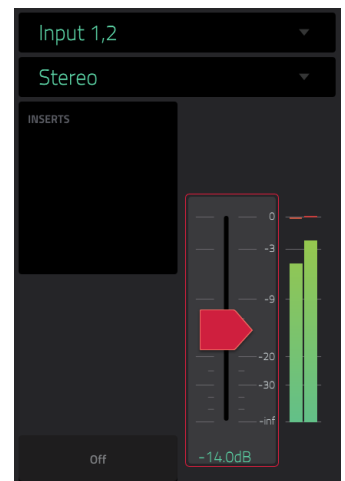 Input 1,2
Stereo
INSERTS
0
-3
-9
-20
-30
-inf
Off
-14.0dB